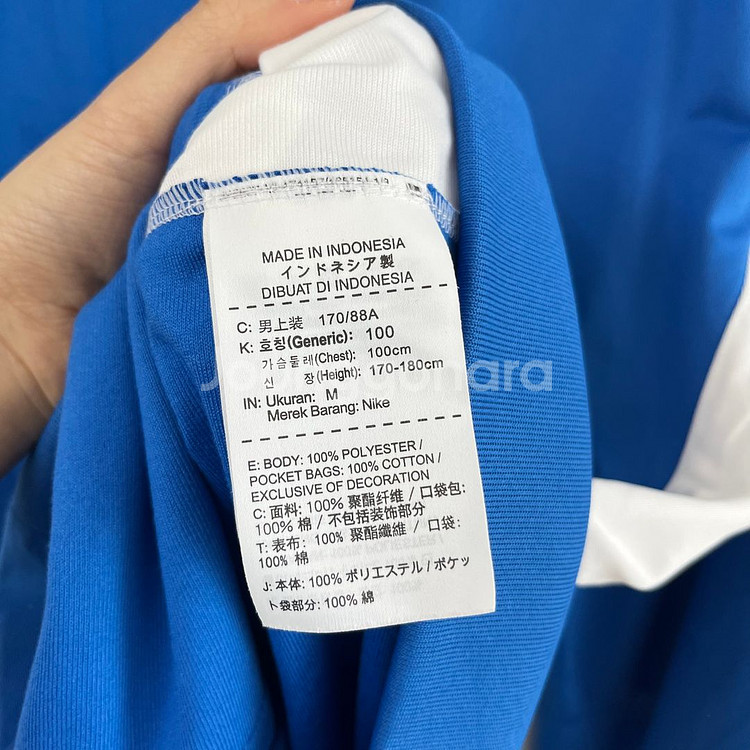 MADE IN INDONESIA
インドネシア製
DIBUAT DI INDONESIA
C: 男上装 170/88A
K: 호칭(Generic): 100
가슴둘레(Chest): 100cm
신 장(Height): 170-180cm
IN: Ukuran: M
Merek Barang: Nike
E: BODY: 100% POLYESTER /
POCKET BAGS: 100% COTTON /
EXCLUSIVE OF DECORATION
C: 面料: 100% 聚酯纤维 / 口袋包:
100% 棉 / 不包括装饰部分
T: 表布: 100% 聚酯纖維 / 口袋:
100% 棉
J: 本体: 100% ポリエステル / ポケッ
ト袋部分: 100% 綿